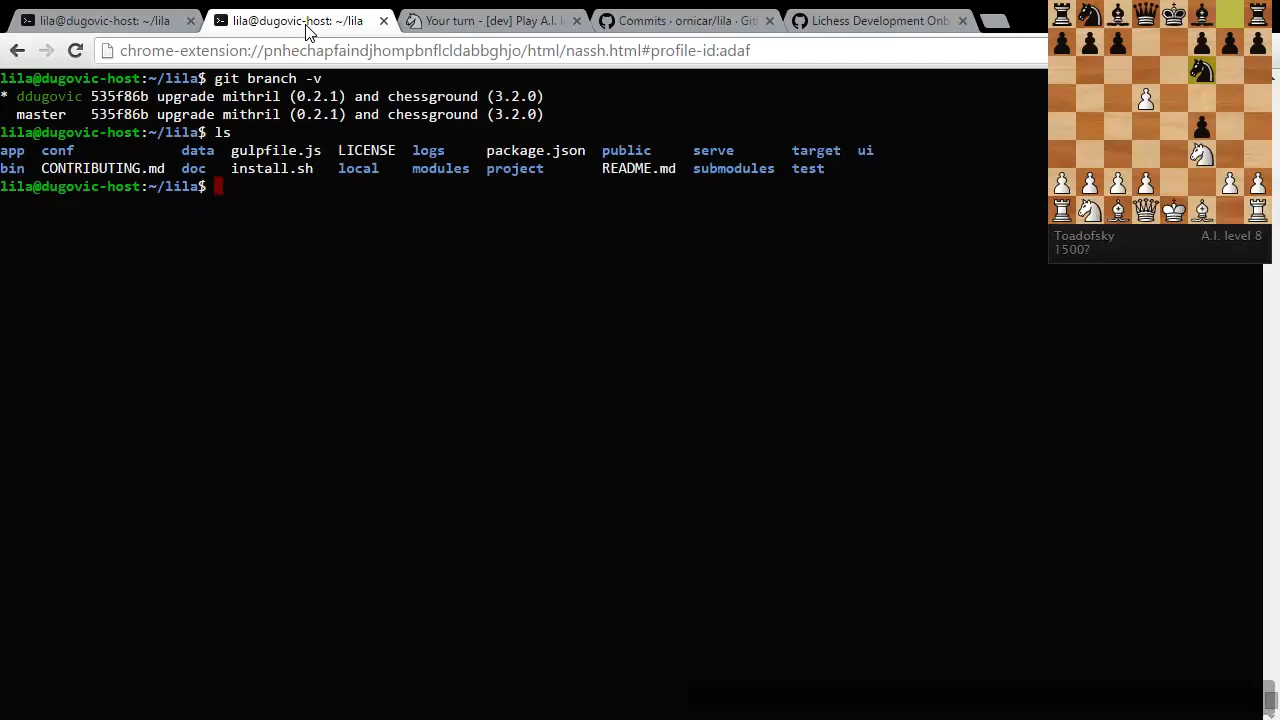 lila@dugovic-host: ~/lila
lila@dugovic-host: ~/lila
Your turn - [dev] Play A.I. l
Commits · ornicar/lila · Git
Lichess Development Onb
chrome-extension://pnhechapfaindjhompbnflcldabbghjo/html/nassh.html#profile-id:adaf
lila@dugovic-host:~/lila$ git branch -v
* ddugovic 535f86b upgrade mithril (0.2.1) and chessground (3.2.0)
master 535f86b upgrade mithril (0.2.1) and chessground (3.2.0)
lila@dugovic-host:~/lila$ ls
app conf data gulpfile.js LICENSE logs package.json public serve target ui
bin CONTRIBUTING.md doc install.sh local modules project README.md submodules test
lila@dugovic-host:~/lila$
Toadofsky A.I. level 8
1500?